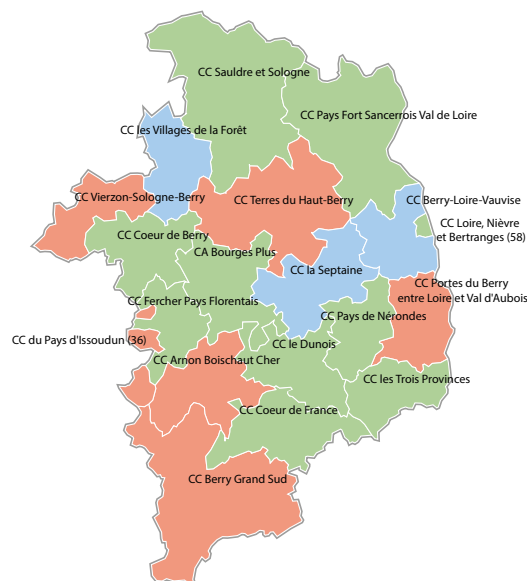 CC Sauldre et Sologne
CC Pays Fort Sancerrois Val de Loire
CC les Villages de la Forêt
CC Vierzon-Sologne-Berry
CC Terres du Haut-Berry
CC Berry-Loire-Vauvise
CC Loire, Nièvre
et Bertranges (58)
CC Coeur de Berry
CA Bourges Plus
CC la Septaine
CC Portes du Berry
entre Loire et Val d'Aubois
CC Fercher Pays Florentais
CC Pays de Nérondes
CC du Pays d'Issoudun (36)
CC le Dunois
CC Arnon Boischaut Cher
CC les Trois Provinces
CC Coeur de France
CC Berry Grand Sud